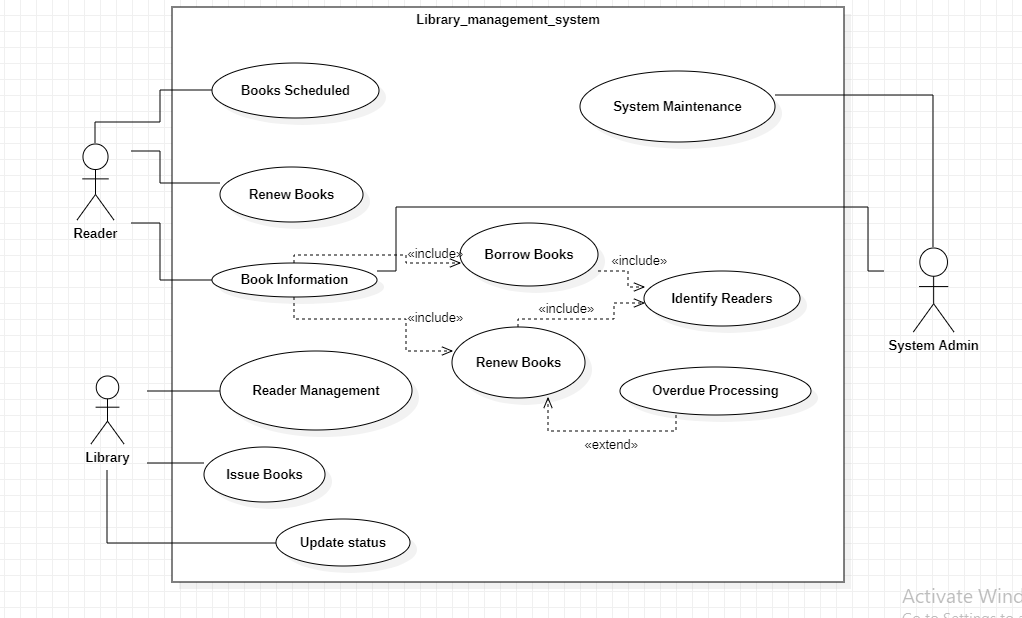 Library_management_system
Books Scheduled
System Maintenance
Renew Books
Reader
«include»
Borrow Books
«include»
Book Information
Identify Readers
«include»
«include»
System Admin
Renew Books
Reader Management
Overdue Processing
«extend»
Library
Issue Books
Update status
Activate Wind
Go to Settings to